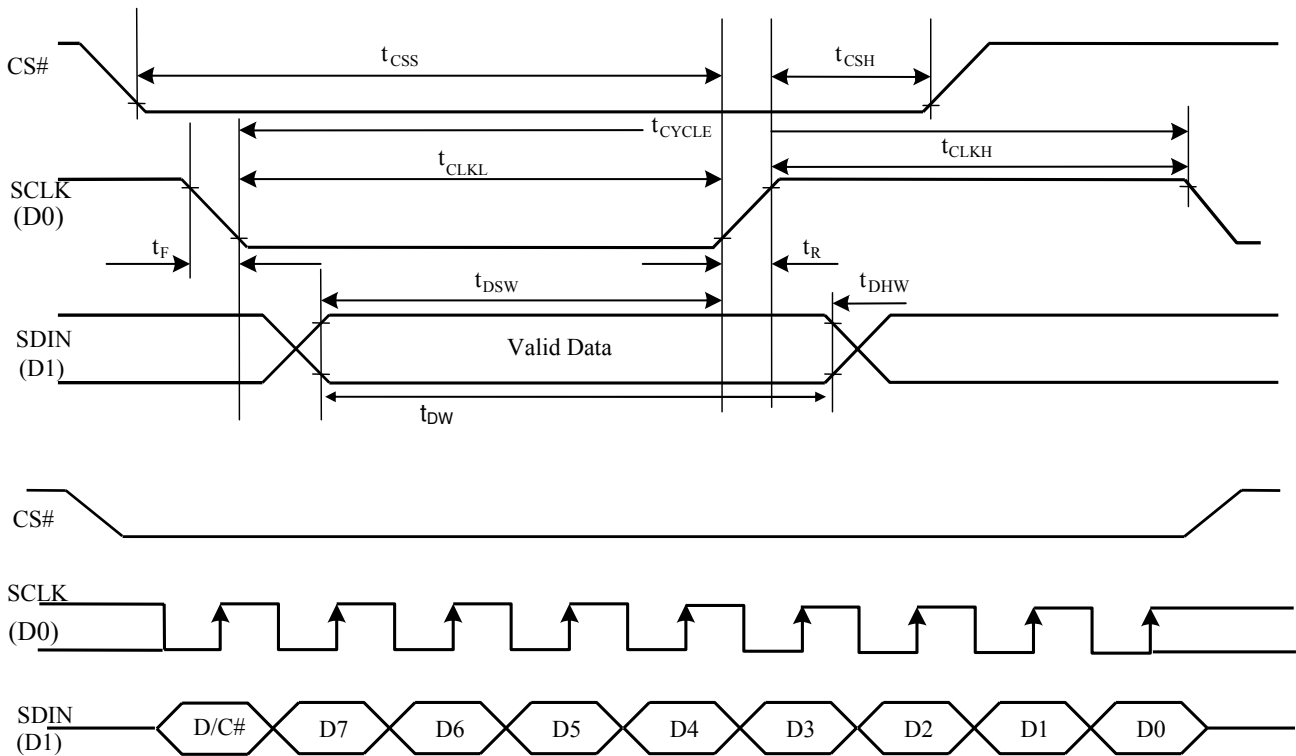 CS#
tCSS
tCSH
tCYCLE
tCLKL
tCLKH
SCLK
(D0)
tF
tR
tDSW
tDHW
SDIN
(D1)
Valid Data
tDW
CS#
SCLK
(D0)
SDIN
(D1)
D/C# D7 D6 D5 D4 D3 D2 D1 D0